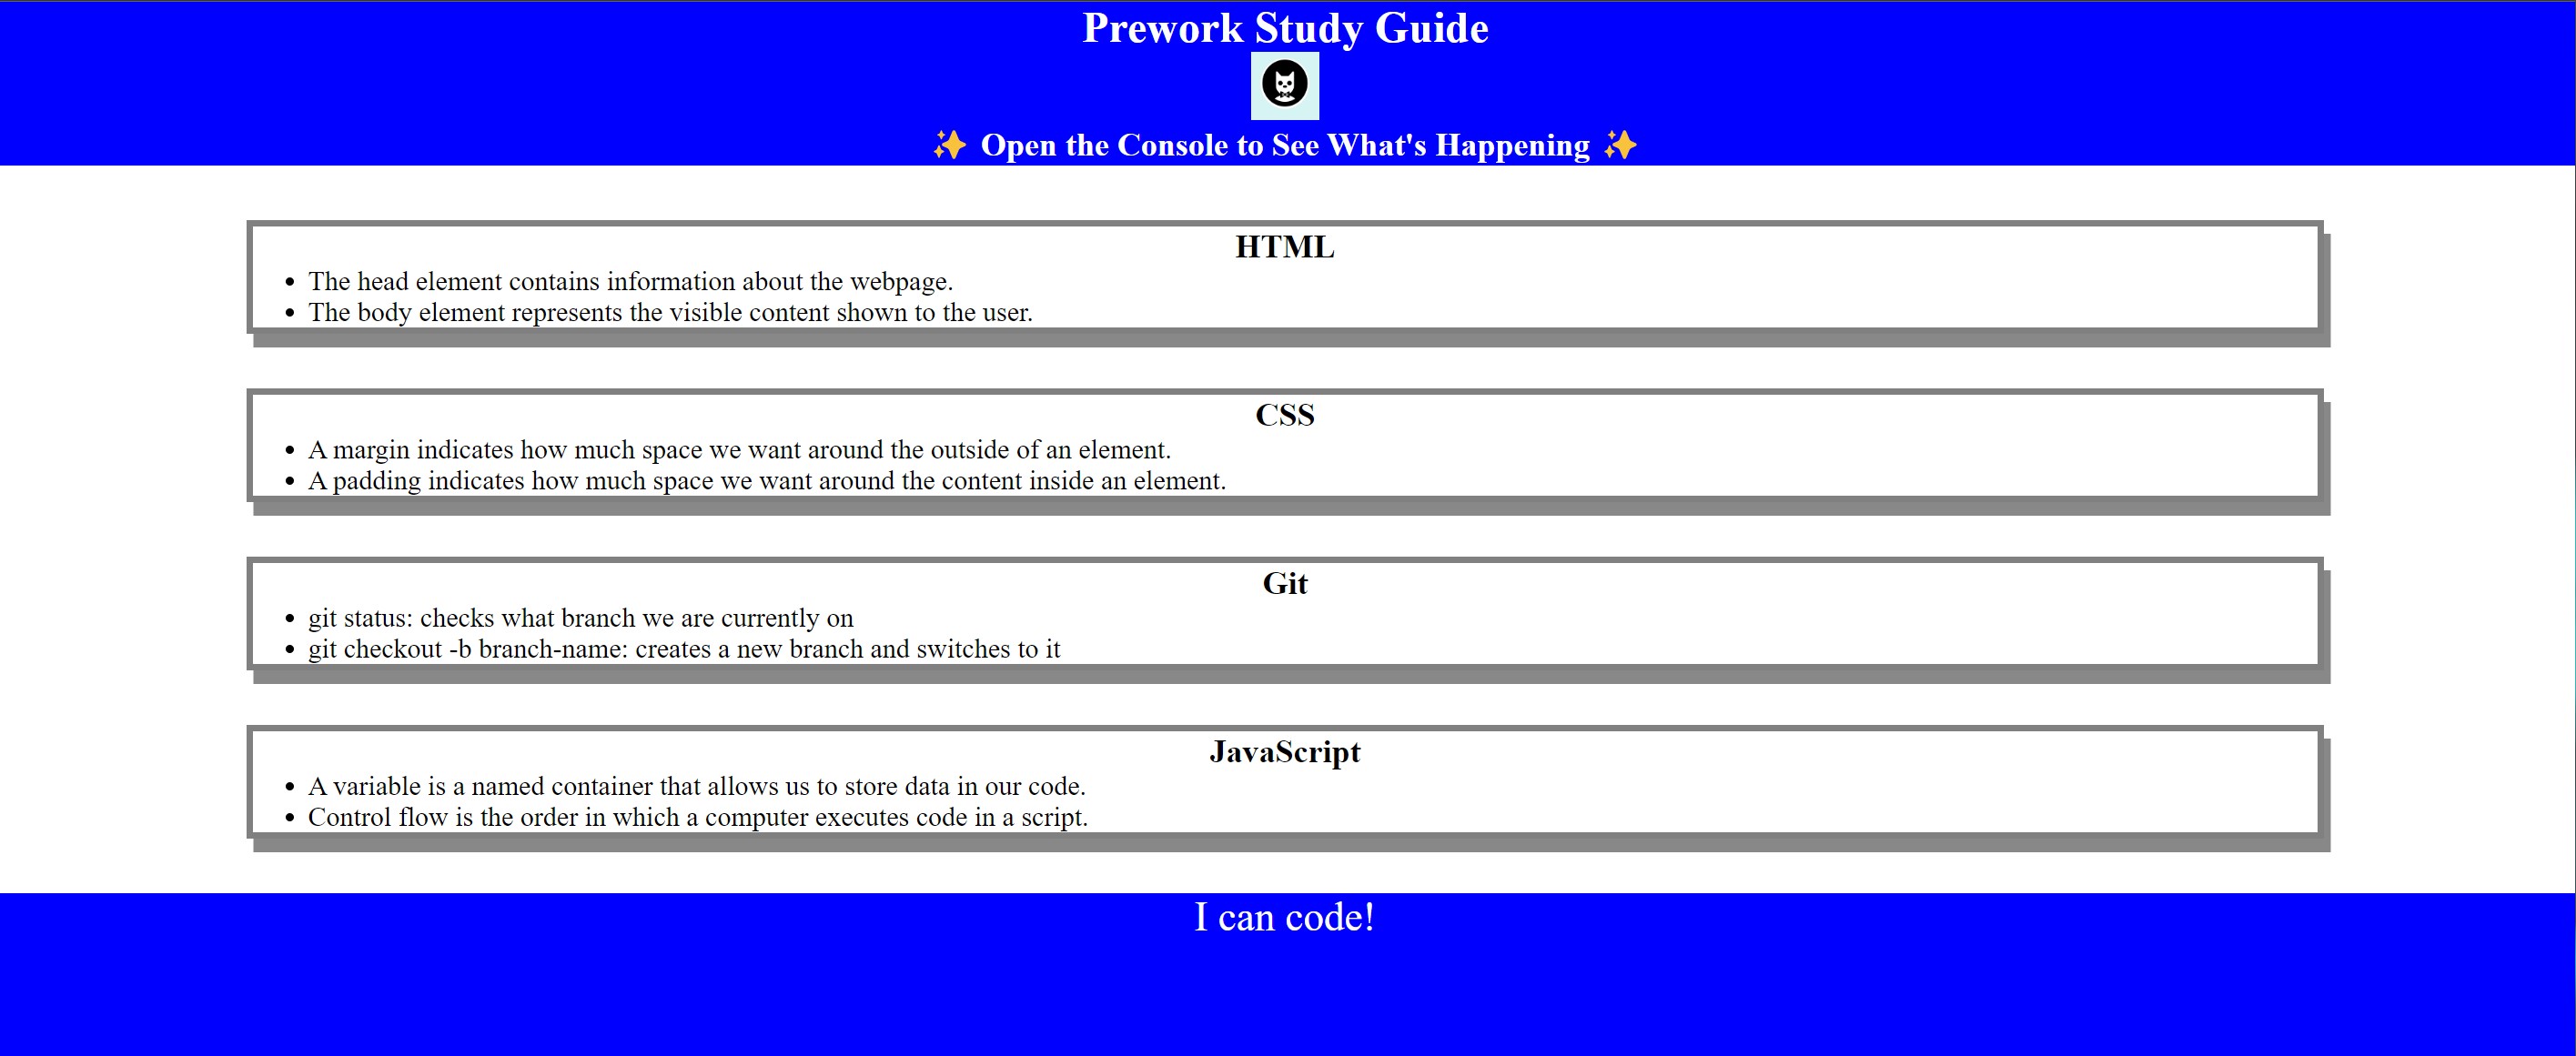 Prework Study Guide
✨ Open the Console to See What's Happening ✨
HTML
• The head element contains information about the webpage.
• The body element represents the visible content shown to the user.
CSS
• A margin indicates how much space we want around the outside of an element.
• A padding indicates how much space we want around the content inside an element.
Git
• git status: checks what branch we are currently on
• git checkout -b branch-name: creates a new branch and switches to it
JavaScript
• A variable is a named container that allows us to store data in our code.
• Control flow is the order in which a computer executes code in a script.
I can code!